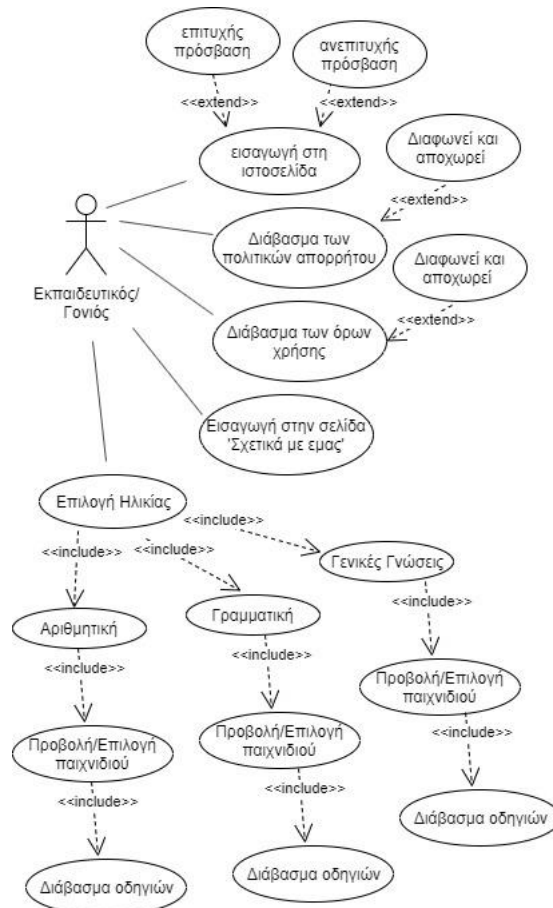 επιτυχής
πρόσβαση
ανεπιτυχής
πρόσβαση
<<extend>>
<<extend>>
εισαγωγή στη
ιστοσελίδα
Διαφωνεί και
αποχωρεί
<<extend>>
Διάβασμα των
πολιτικών απορρήτου
Εκπαιδευτικός/
Γονιός
Διαφωνεί και
αποχωρεί
<<extend>>
Διάβασμα των όρων
χρήσης
Εισαγωγή στην σελίδα
'Σχετικά με εμας'
Επιλογή Ηλικίας
<<include>>
<<include>>
<<include>>
Γενικές Γνώσεις
<<include>>
Αριθμητική
Γραμματική
<<include>>
<<include>>
Προβολή/Επιλογή
παιχνιδιού
Προβολή/Επιλογή
παιχνιδιού
Προβολή/Επιλογή
παιχνιδιού
<<include>>
<<include>>
<<include>>
Διάβασμα οδηγιών
Διάβασμα οδηγιών
Διάβασμα οδηγιών